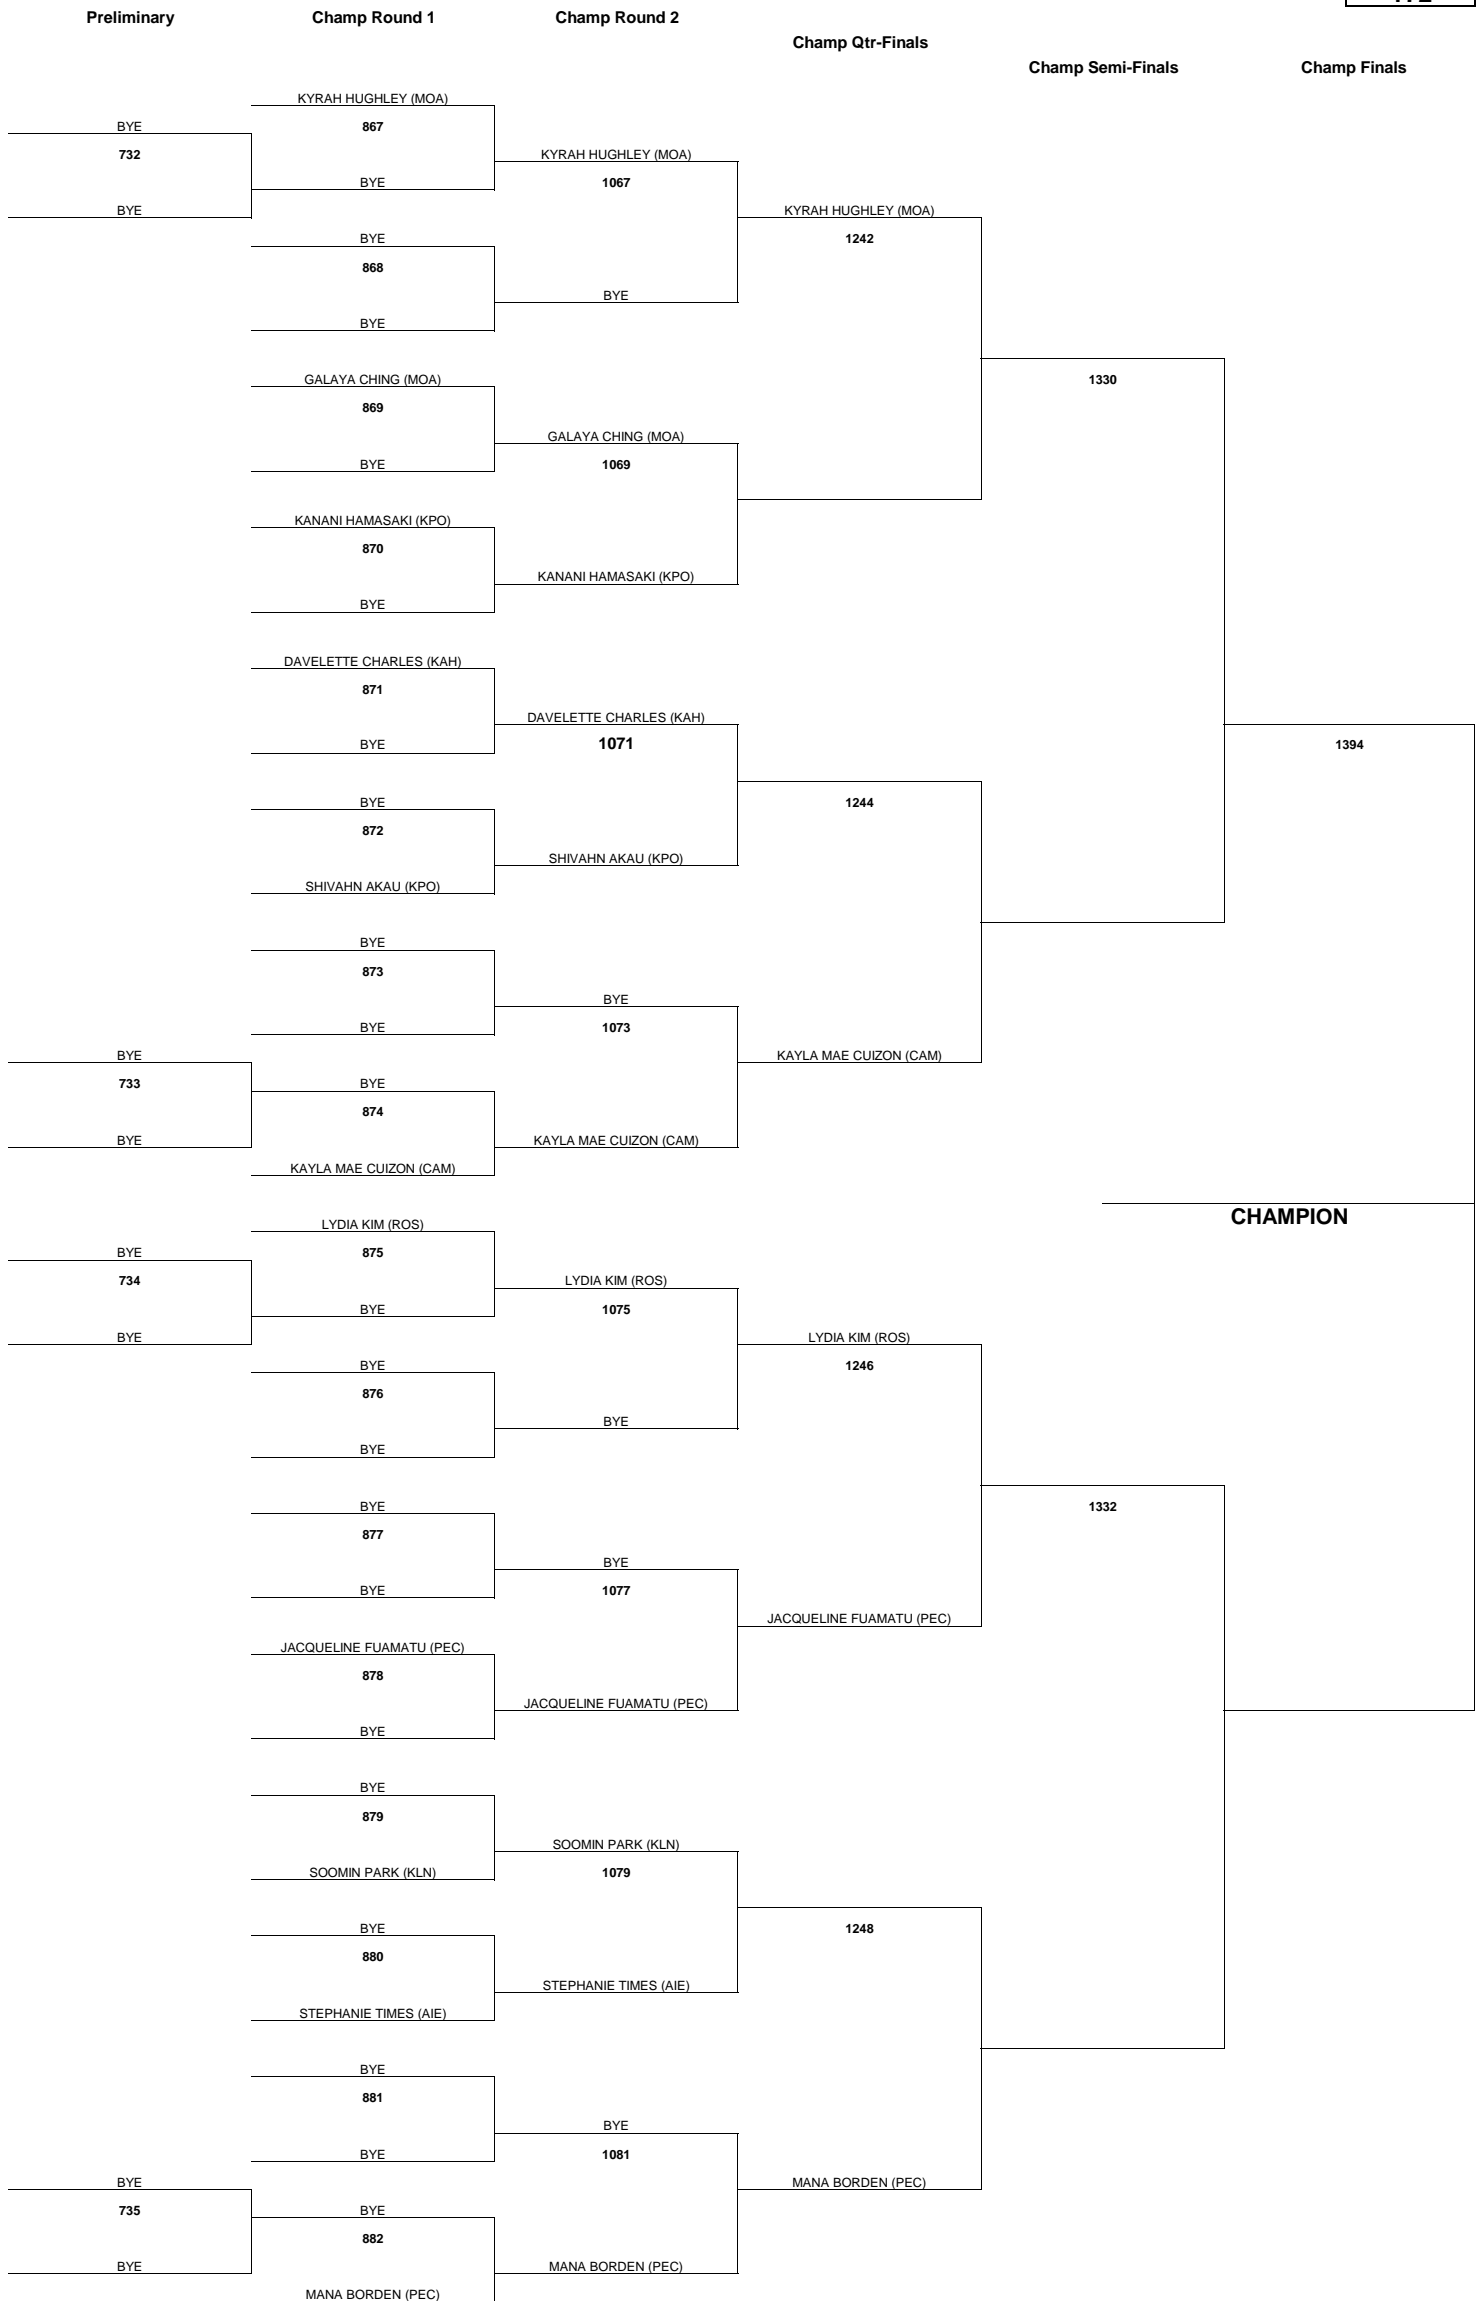 Preliminary
Champ Round 1
Champ Round 2
Champ Qtr-Finals
Champ Semi-Finals
Champ Finals
KYRAH HUGHLEY (MOA)
BYE
867
732
KYRAH HUGHLEY (MOA)
BYE
1067
BYE
KYRAH HUGHLEY (MOA)
BYE
1242
868
BYE
BYE
GALAYA CHING (MOA)
1330
869
GALAYA CHING (MOA)
BYE
1069
KANANI HAMASAKI (KPO)
870
KANANI HAMASAKI (KPO)
BYE
DAVELETTE CHARLES (KAH)
871
DAVELETTE CHARLES (KAH)
BYE
1071
1394
BYE
1244
872
SHIVAHN AKAU (KPO)
SHIVAHN AKAU (KPO)
BYE
873
BYE
BYE
1073
BYE
KAYLA MAE CUIZON (CAM)
733
BYE
874
BYE
KAYLA MAE CUIZON (CAM)
KAYLA MAE CUIZON (CAM)
CHAMPION
LYDIA KIM (ROS)
BYE
875
734
LYDIA KIM (ROS)
BYE
1075
BYE
LYDIA KIM (ROS)
BYE
1246
876
BYE
BYE
BYE
1332
877
BYE
BYE
1077
JACQUELINE FUAMATU (PEC)
JACQUELINE FUAMATU (PEC)
878
JACQUELINE FUAMATU (PEC)
BYE
BYE
879
SOOMIN PARK (KLN)
SOOMIN PARK (KLN)
1079
BYE
1248
880
STEPHANIE TIMES (AIE)
STEPHANIE TIMES (AIE)
BYE
881
BYE
BYE
1081
BYE
MANA BORDEN (PEC)
735
BYE
882
BYE
MANA BORDEN (PEC)
MANA BORDEN (PEC)